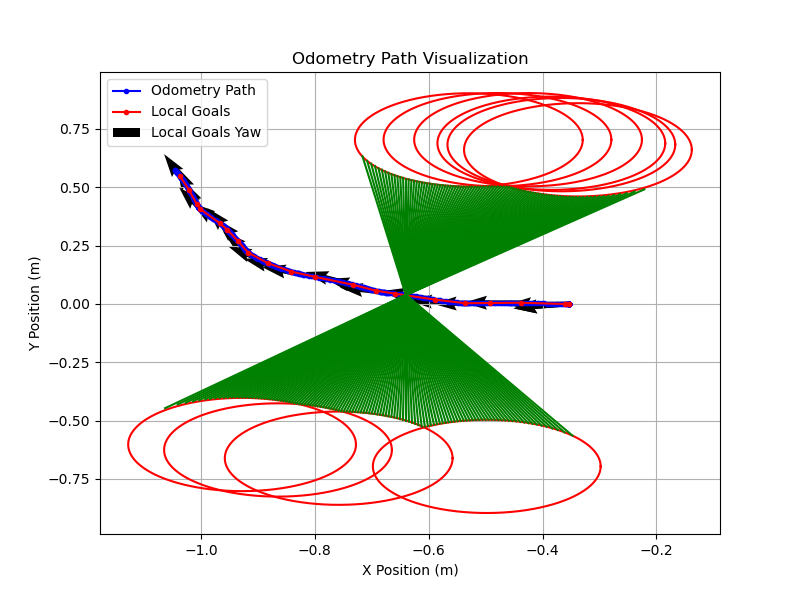 Odometry Path Visualization
Odometry Path
Local Goals
Local Goals Yaw
Y Position (m)
0.75
0.50
0.25
0.00
−0.25
−0.50
−0.75
−1.0 −0.8 −0.6 −0.4 −0.2
X Position (m)